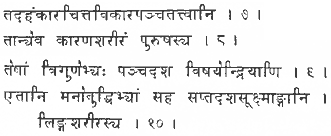 तदहंकारचित्तविकारपञ्चतत्त्वानि । ७।
तान्येव कारणशरीरं पुरुषस्य । ८।
तेषां त्रिगुणेभ्यः पञ्चदश विषयेन्द्रियाणि । ९।
एतानि मनोबुद्धिभ्यां सह सप्तदशसूक्ष्माङ्गानि
लिङ्गशरीरस्य । १०।